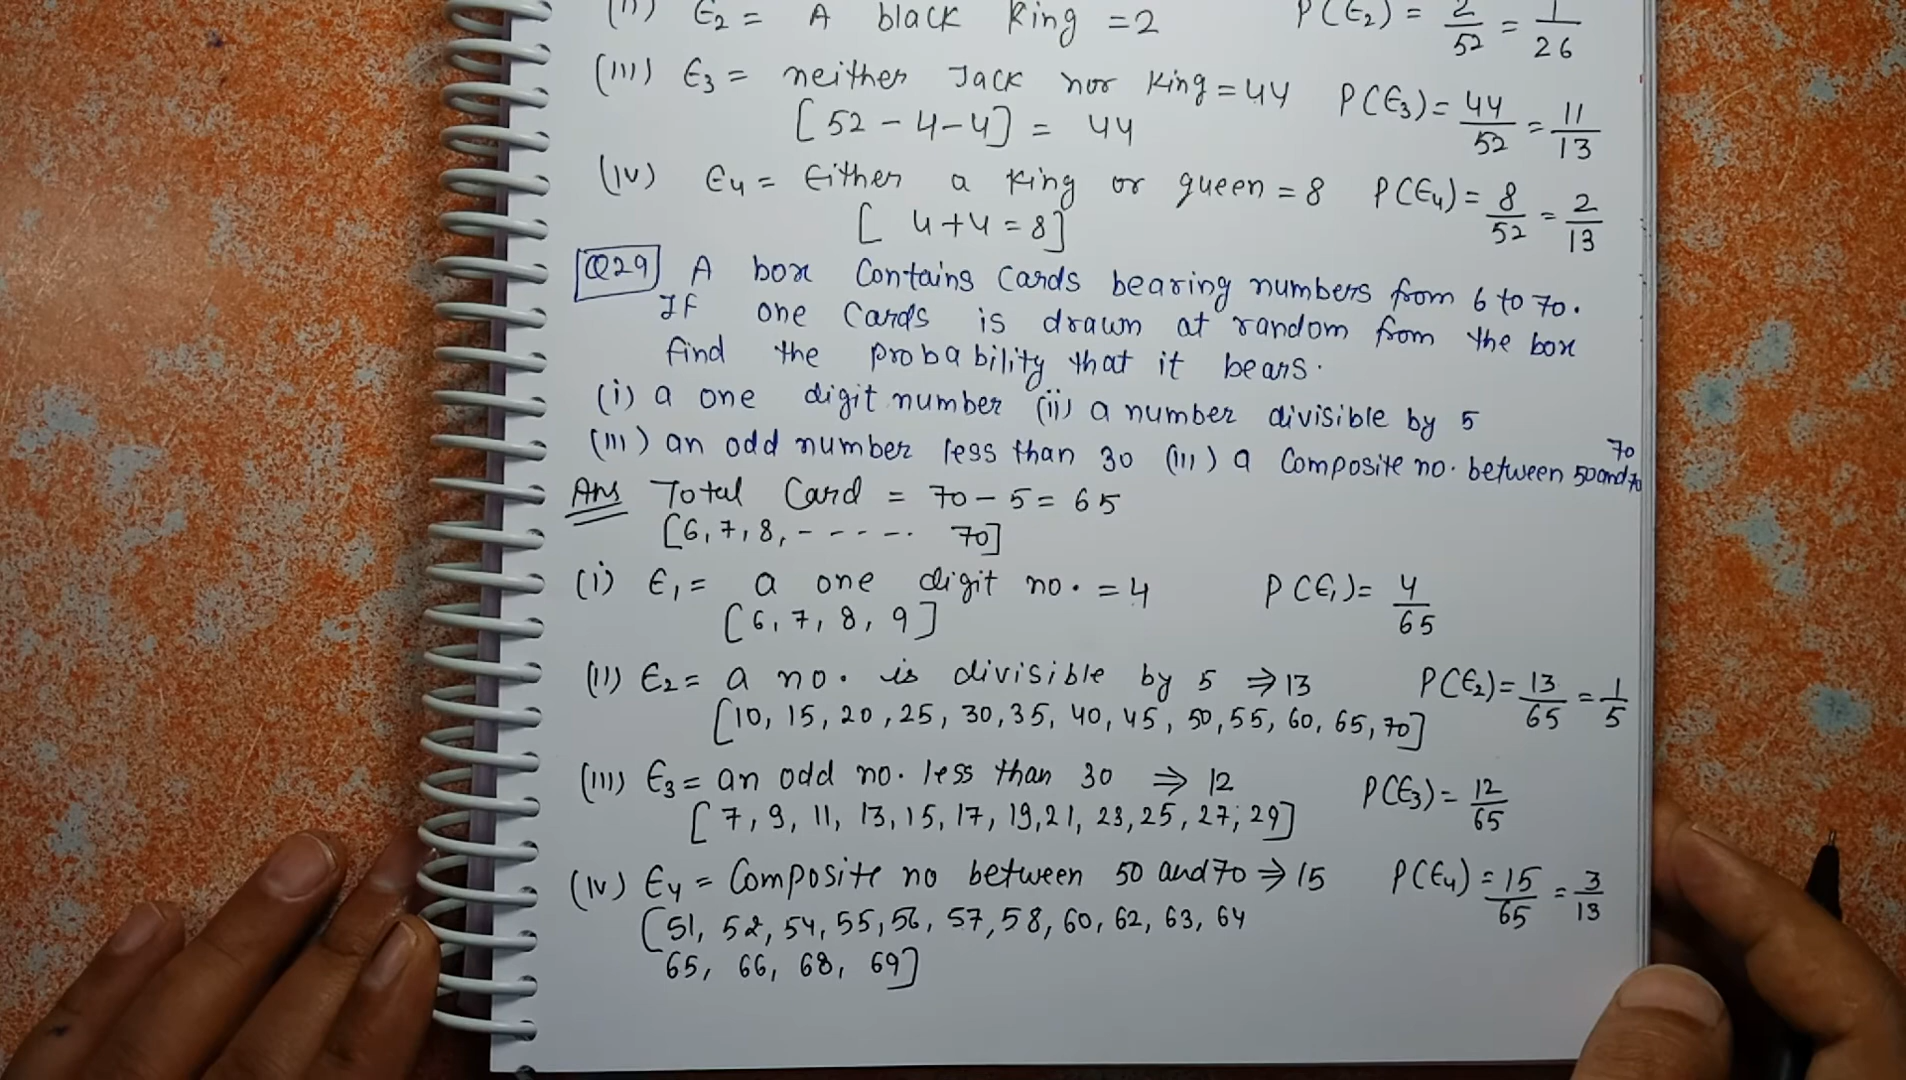 (ii) E2 = A black King = 2 P(E2) = 2/52 = 1/26
(iii) E3 = neither Jack nor King = 44 P(E3) = 44/52 = 11/13
[52 - 4 - 4] = 44
(iv) E4 = Either a King or queen = 8 P(E4) = 8/52 = 2/13
[4 + 4 = 8]
Q29 A box Contains Cards bearing numbers from 6 to 70.
If one Cards is drawn at random from the box
find the probability that it bears.
(i) a one digit number (ii) a number divisible by 5
(iii) an odd number less than 30 (iii) a Composite no. between 50 and 70
70
Ans Total Card = 70 - 5 = 65
[6, 7, 8, - - - - -. 70]
(i) E1 = a one digit no. = 4 P(E1) = 4/65
[6, 7, 8, 9]
(ii) E2 = a no. is divisible by 5 ⇒ 13 P(E2) = 13/65 = 1/5
[10, 15, 20, 25, 30, 35, 40, 45, 50, 55, 60, 65, 70]
(iii) E3 = an odd no. less than 30 ⇒ 12 P(E3) = 12/65
[7, 9, 11, 13, 15, 17, 19, 21, 23, 25, 27, 29]
(iv) E4 = Composite no between 50 and 70 ⇒ 15 P(E4) = 15/65 = 3/13
[51, 52, 54, 55, 56, 57, 58, 60, 62, 63, 64
65, 66, 68, 69]